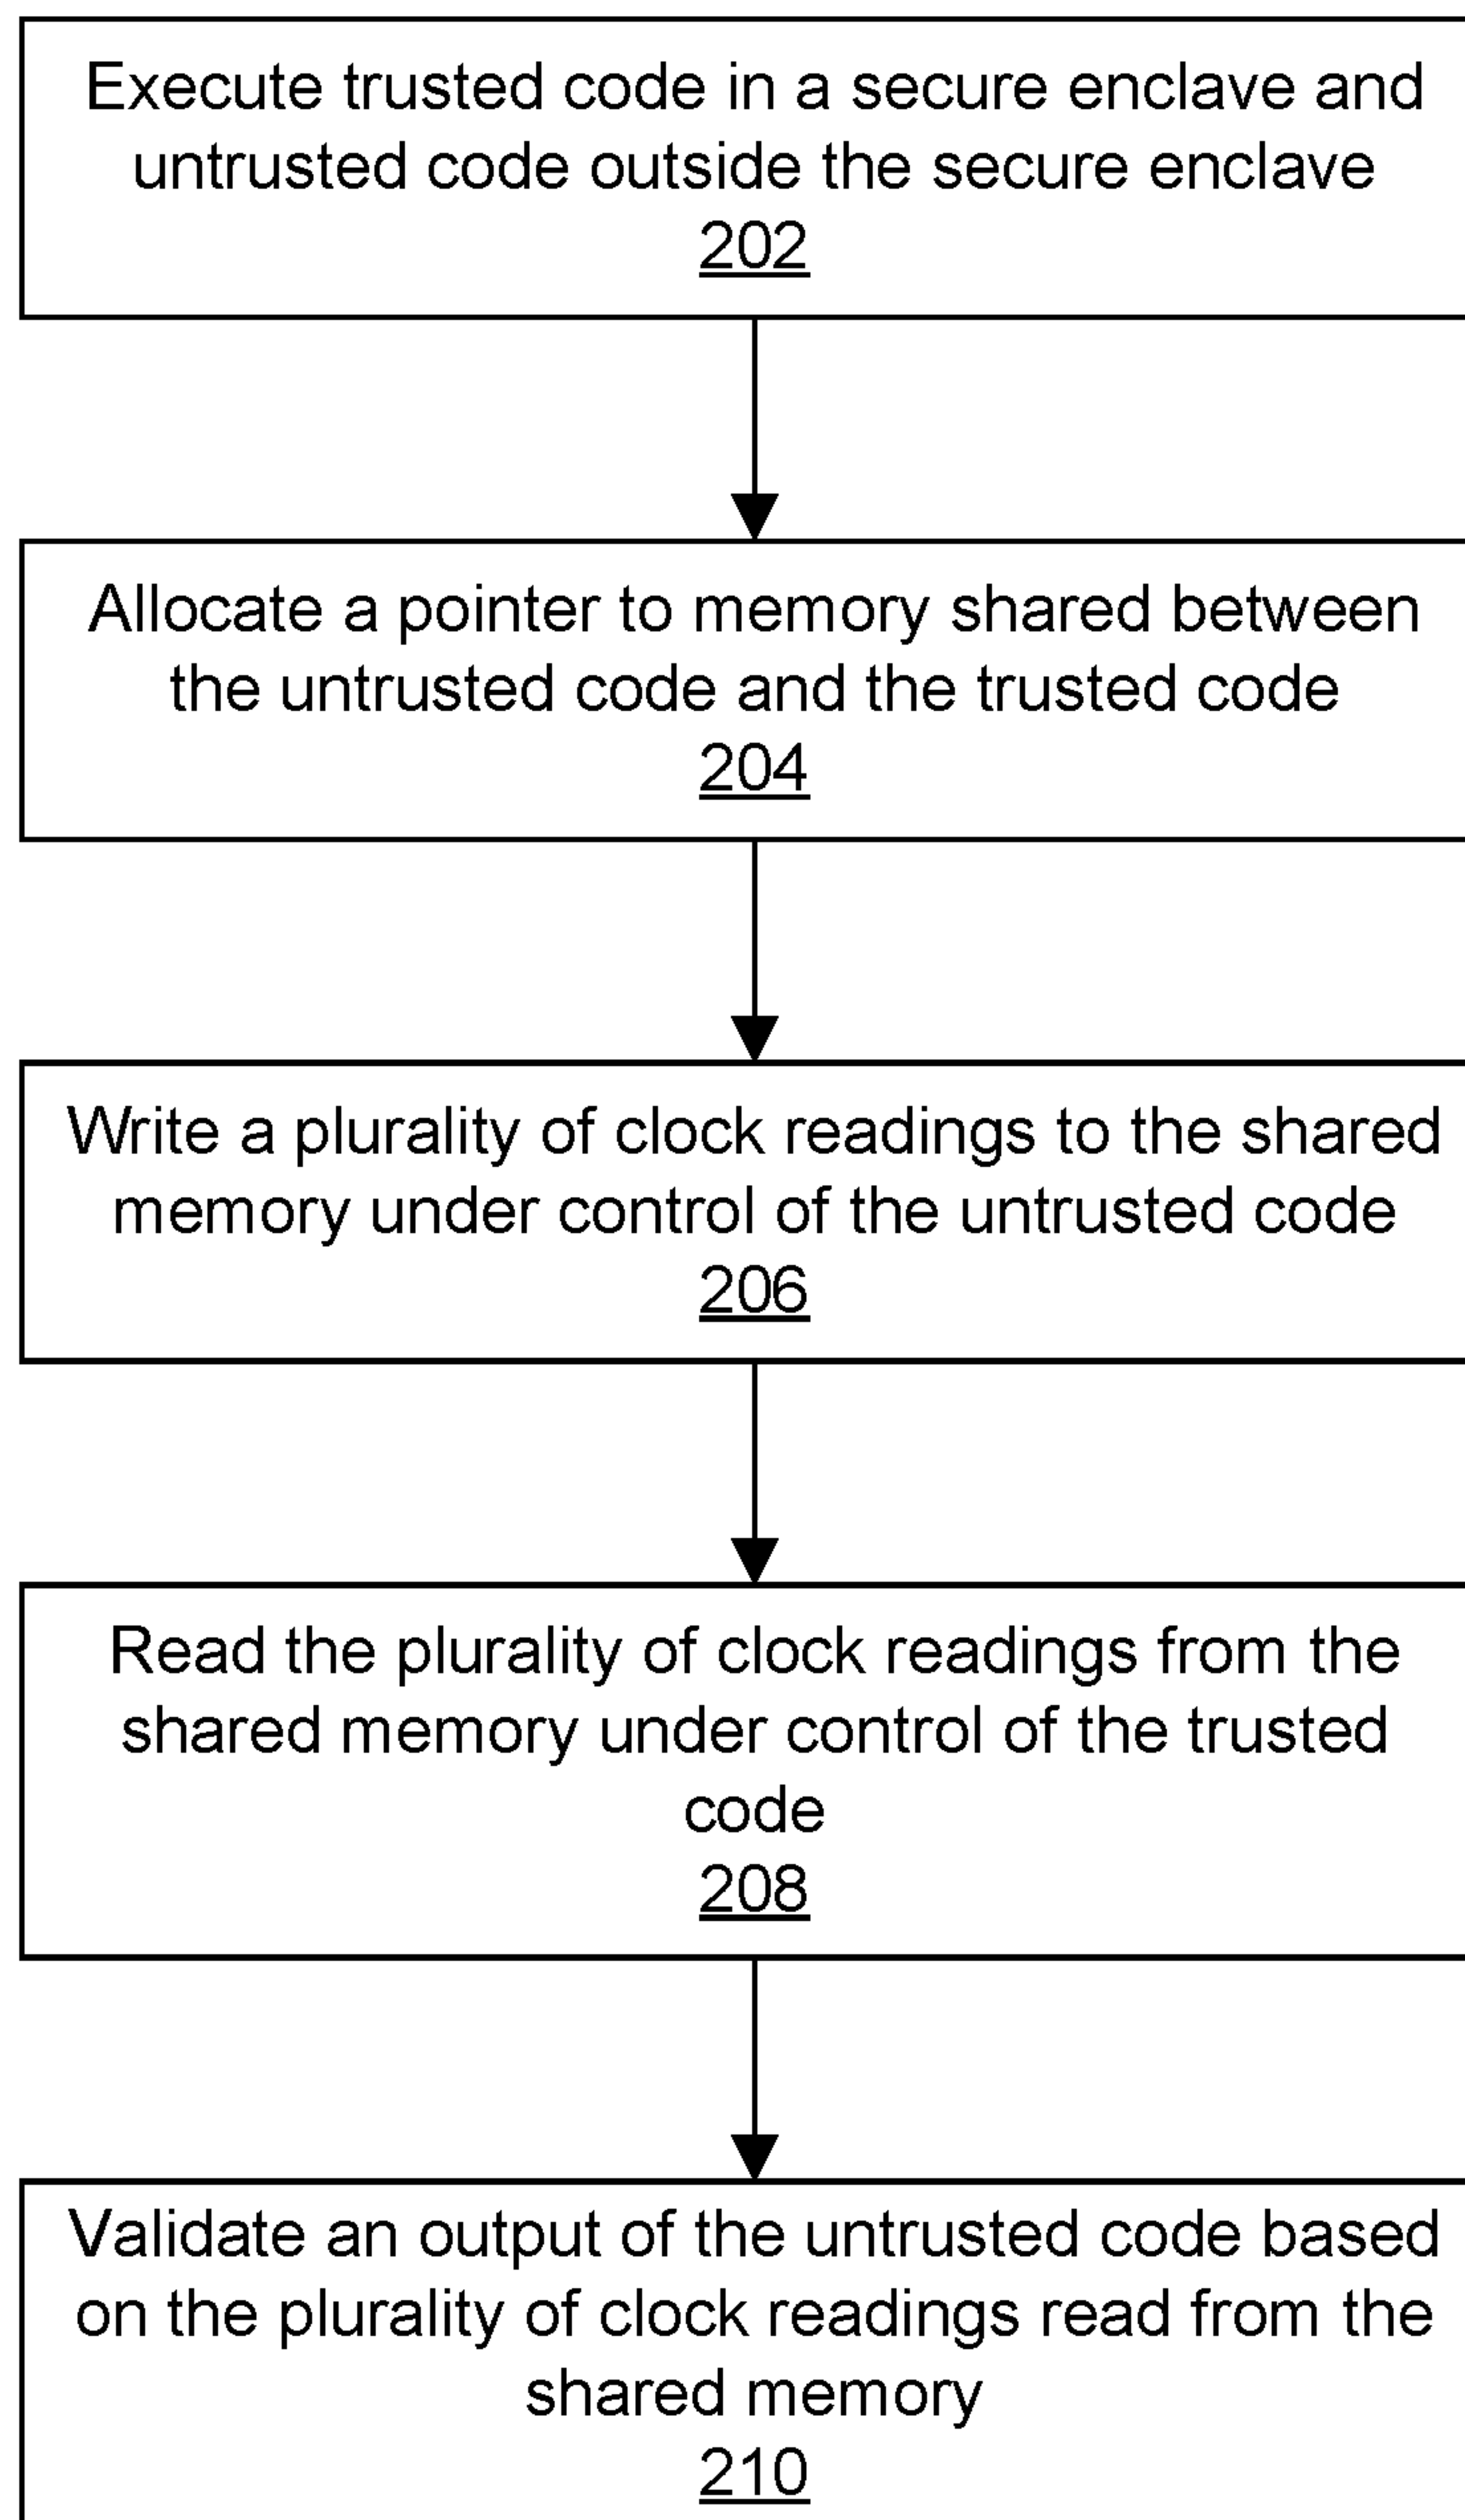 Execute trusted code in a secure enclave and
untrusted code outside the secure enclave
202
Allocate a pointer to memory shared between
the untrusted code and the trusted code
204
Write a plurality of clock readings to the shared
memory under control of the untrusted code
206
Read the plurality of clock readings from the
shared memory under control of the trusted
code
208
Validate an output of the untrusted code based
on the plurality of clock readings read from the
shared memory
210